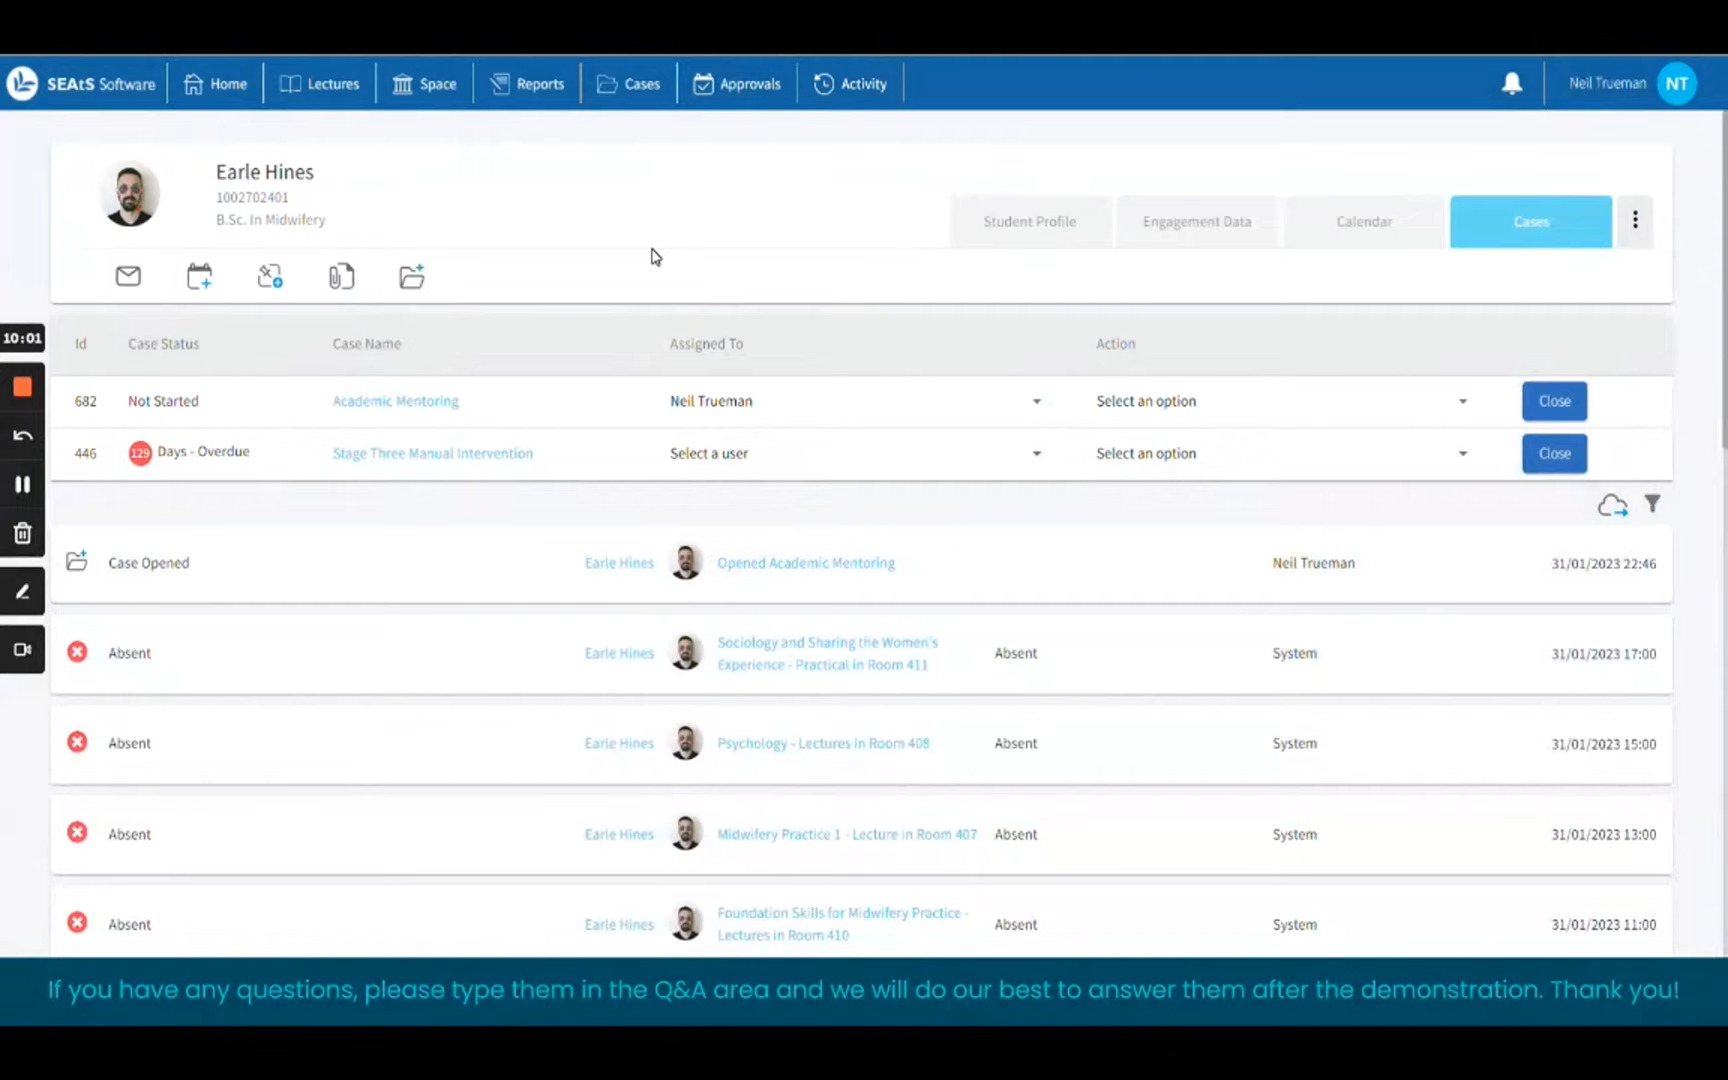 SEAtS Software Home Lectures Space Reports Cases Approvals Activity Neil Trueman NT
Earle Hines
1002702401
B.Sc. In Midwifery
Student Profile Engagement Data Calendar Cases
10:01
Id Case Status Case Name Assigned To Action
682 Not Started Academic Mentoring Neil Trueman Select an option Close
446 129 Days - Overdue Stage Three Manual Intervention Select a user Select an option Close
Case Opened Earle Hines Opened Academic Mentoring Neil Trueman 31/01/2023 22:46
Absent Earle Hines Sociology and Sharing the Women's Absent System 31/01/2023 17:00
Experience - Practical in Room 411
Absent Earle Hines Psychology - Lectures in Room 408 Absent System 31/01/2023 15:00
Absent Earle Hines Midwifery Practice 1 - Lecture in Room 407 Absent System 31/01/2023 13:00
Absent Earle Hines Foundation Skills for Midwifery Practice - Absent System 31/01/2023 11:00
Lectures in Room 410
If you have any questions, please type them in the Q&A area and we will do our best to answer them after the demonstration. Thank you!